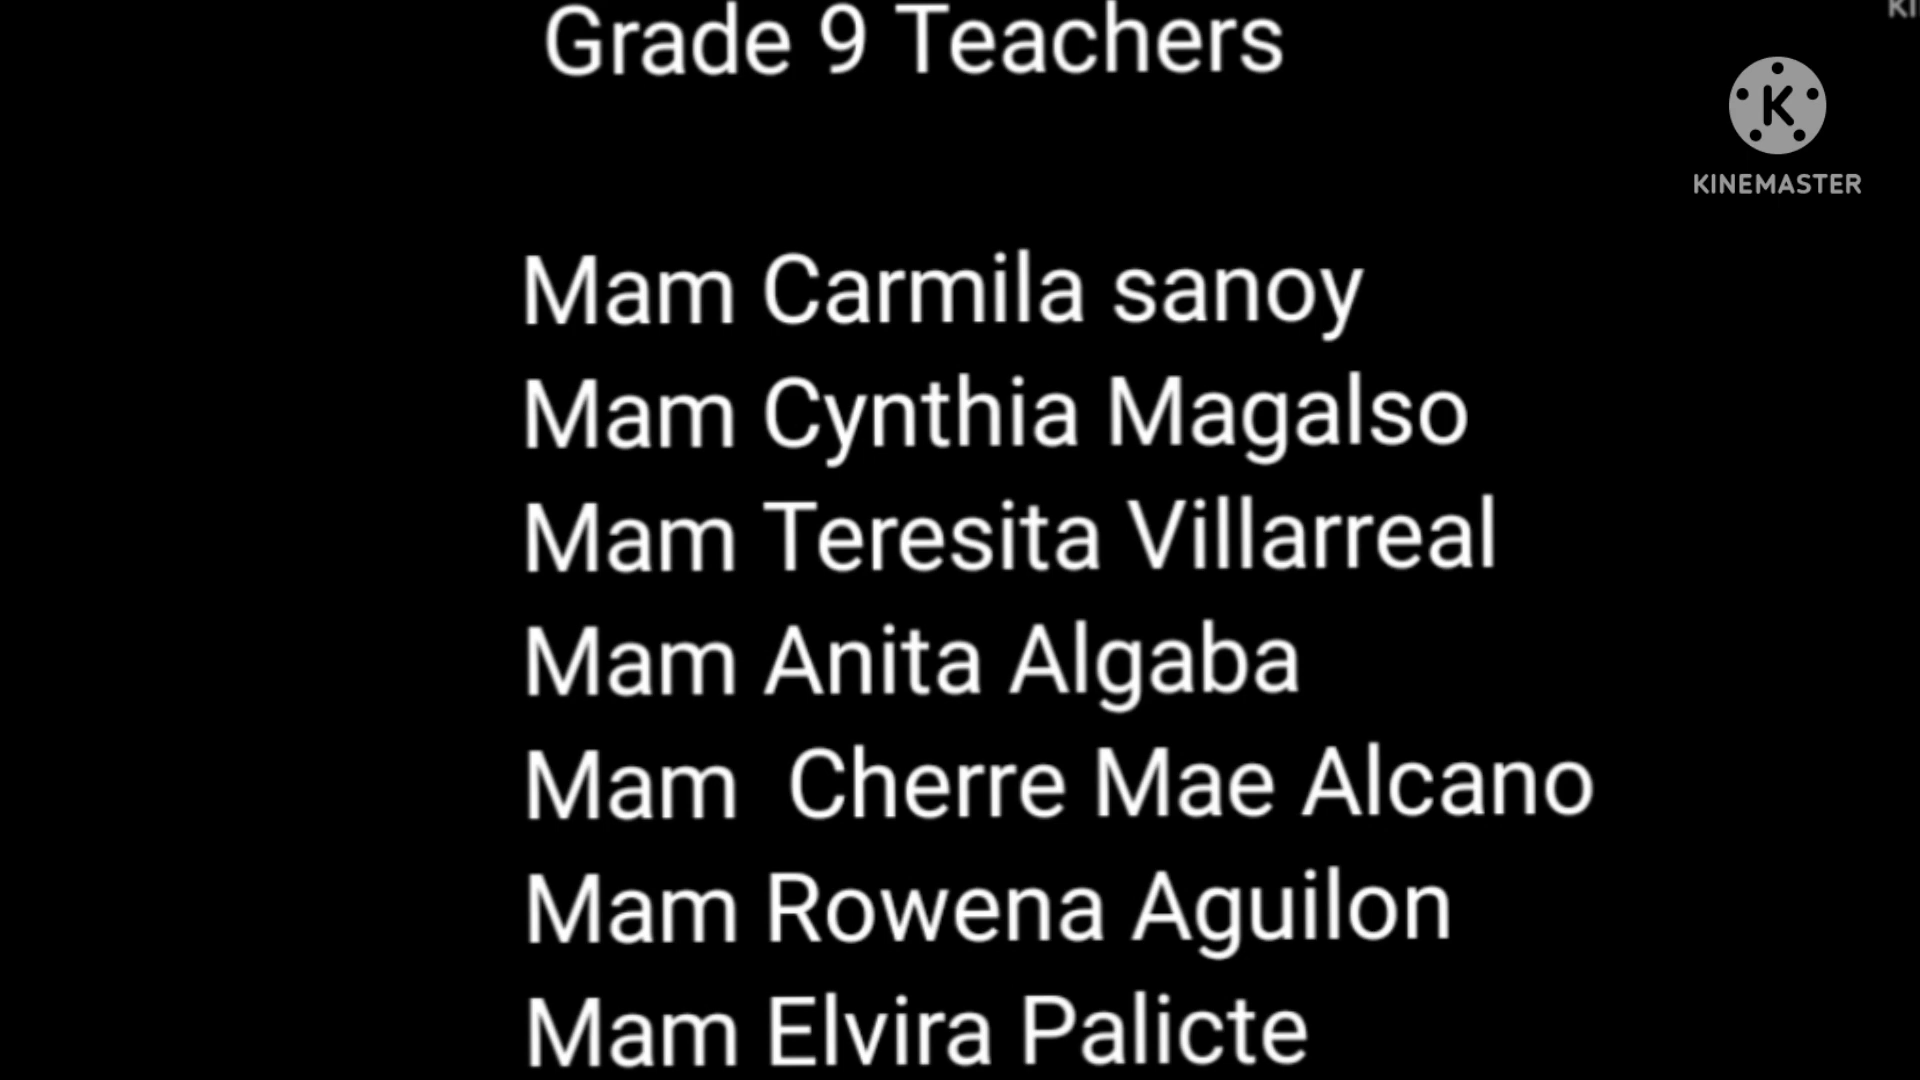 Grade 9 Teachers
KI
KINEMASTER
Mam Carmila sanoy
Mam Cynthia Magalso
Mam Teresita Villarreal
Mam Anita Algaba
Mam  Cherre Mae Alcano
Mam Rowena Aguilon
Mam Elvira Palicte